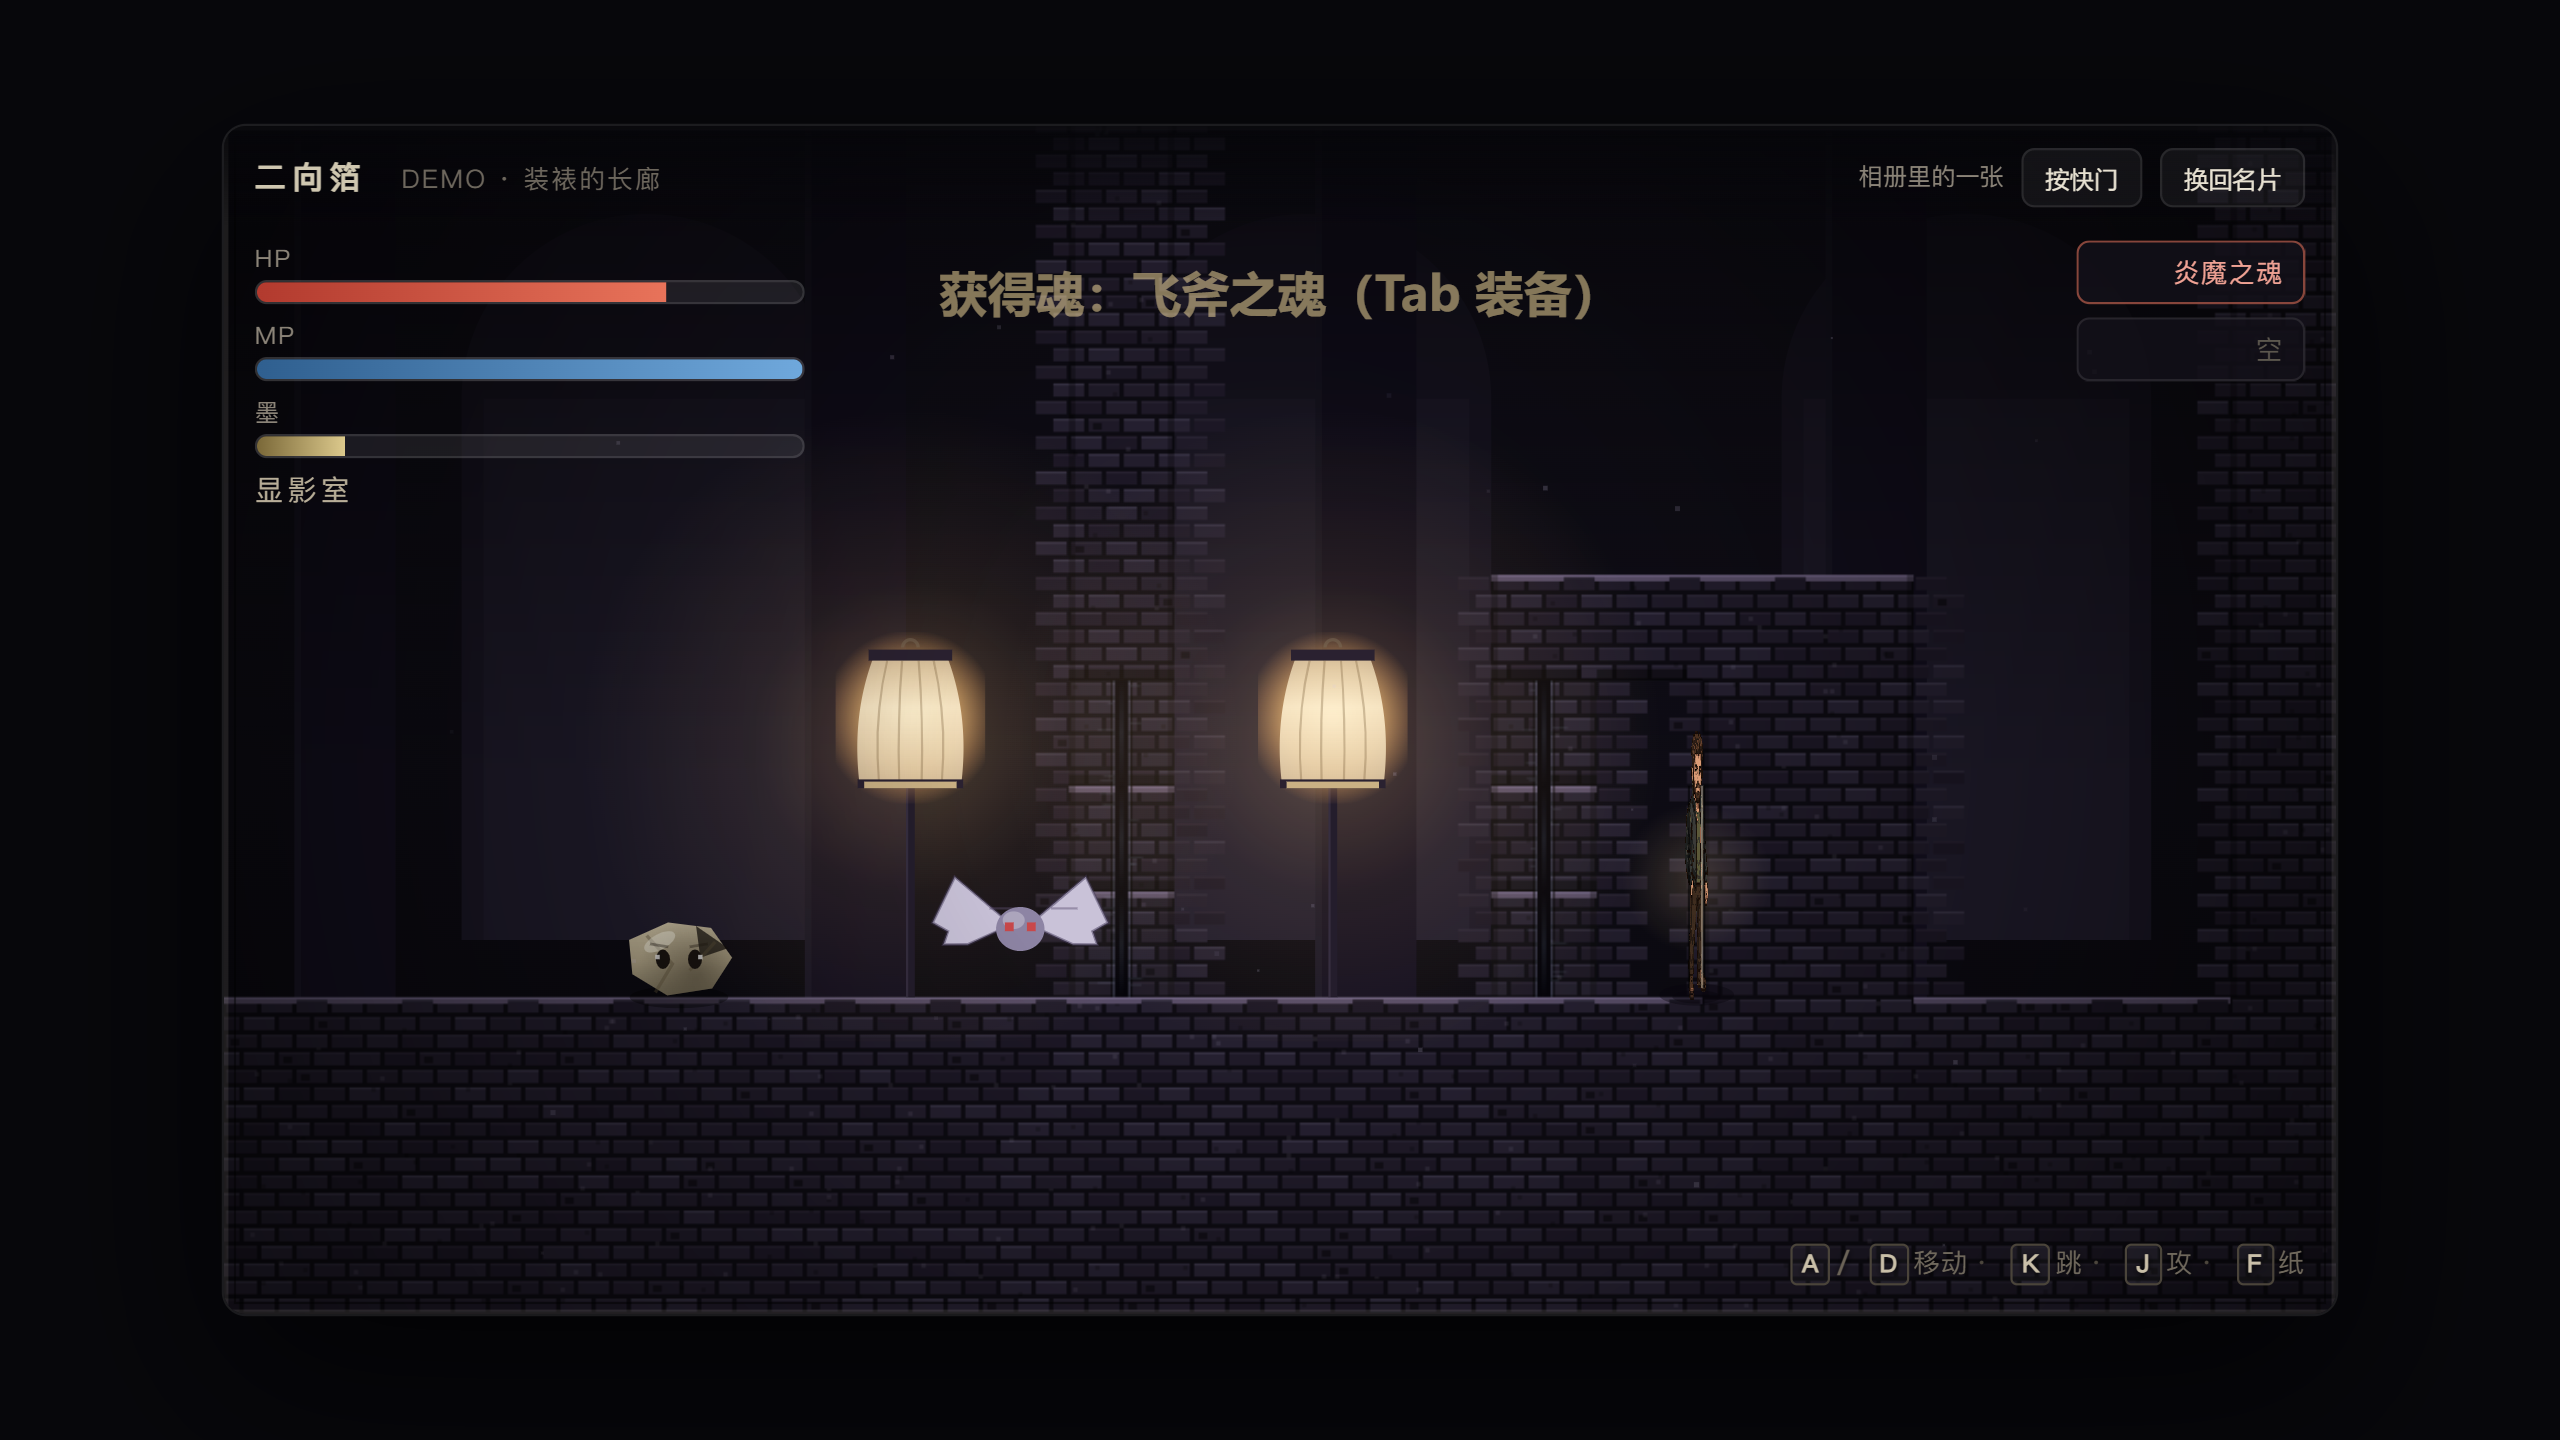 二向箔 DEMO · 装裱的长廊
相册里的一张 按快门 换回名片
HP
MP
墨
显影室
获得魂：飞斧之魂（Tab 装备）
炎魔之魂
空
A / D 移动 · K 跳 · J 攻 · F 纸